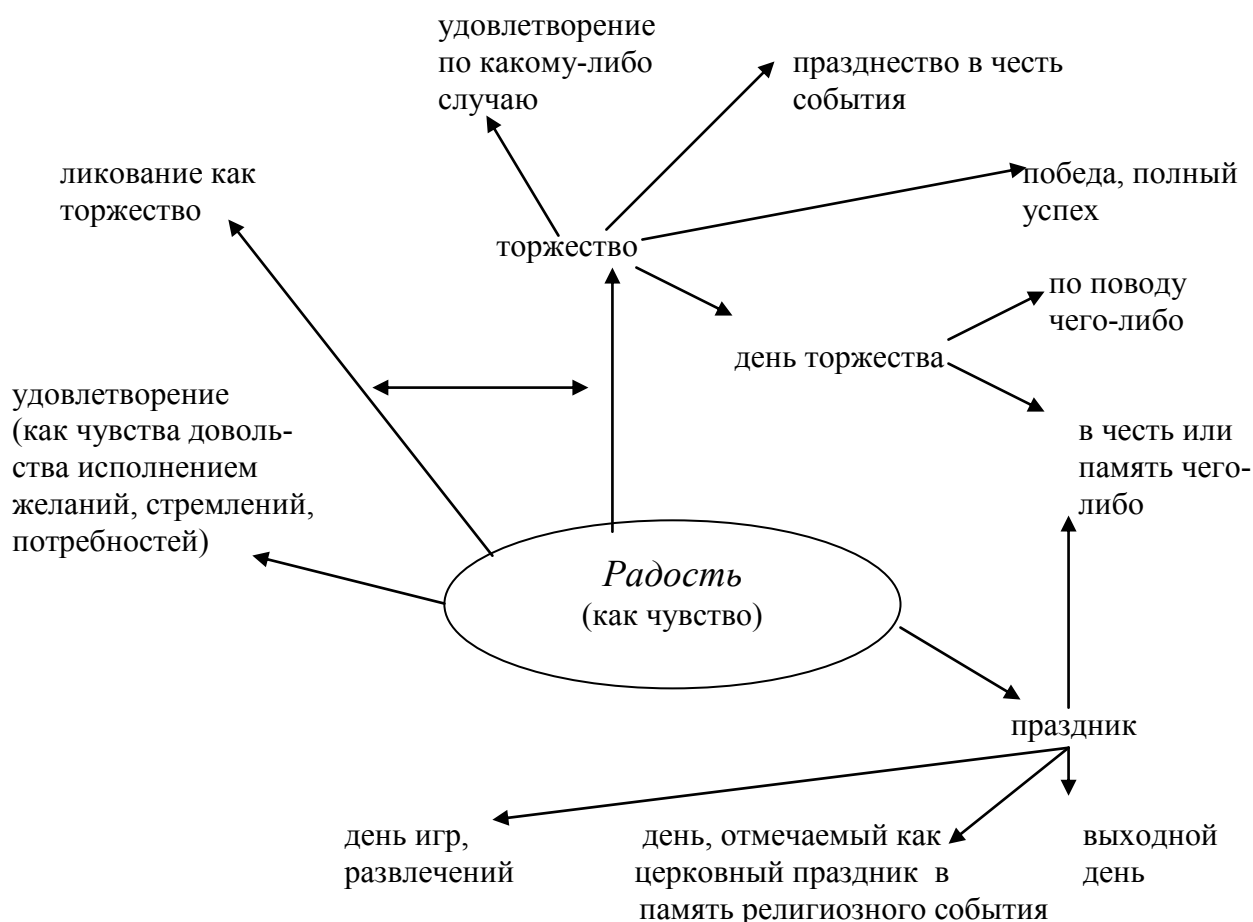 удовлетворение
по какому-либо
случаю
празднество в честь
события
ликование как
торжество
победа, полный
успех
торжество
по поводу
чего-либо
день торжества
удовлетворение
(как чувства доволь-
ства исполнением
желаний, стремлений,
потребностей)
в честь или
память чего-
либо
Радость
(как чувство)
праздник
день игр,
развлечений
день, отмечаемый как
церковный праздник в
память религиозного события
выходной
день